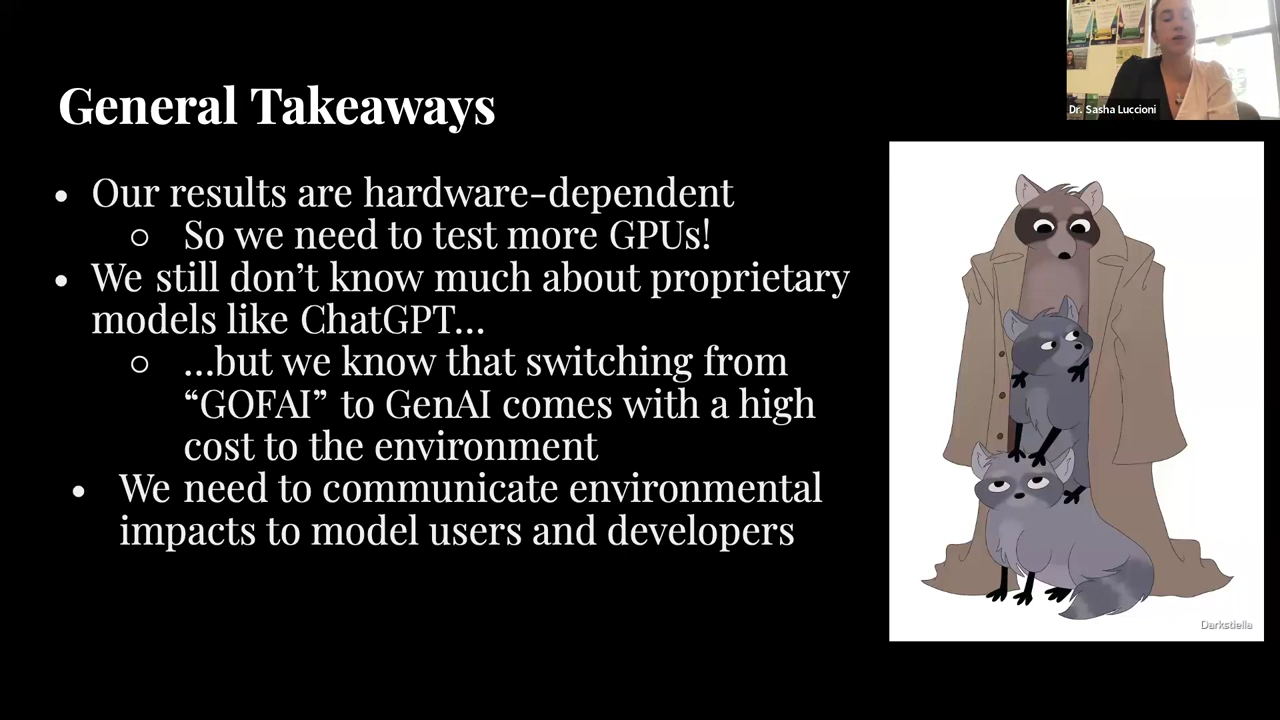 General Takeaways
• Our results are hardware-dependent
○ So we need to test more GPUs!
• We still don’t know much about proprietary
models like ChatGPT...
○ ...but we know that switching from
“GOFAI” to GenAI comes with a high
cost to the environment
• We need to communicate environmental
impacts to model users and developers
Dr. Sasha Luccioni
Darkstiella